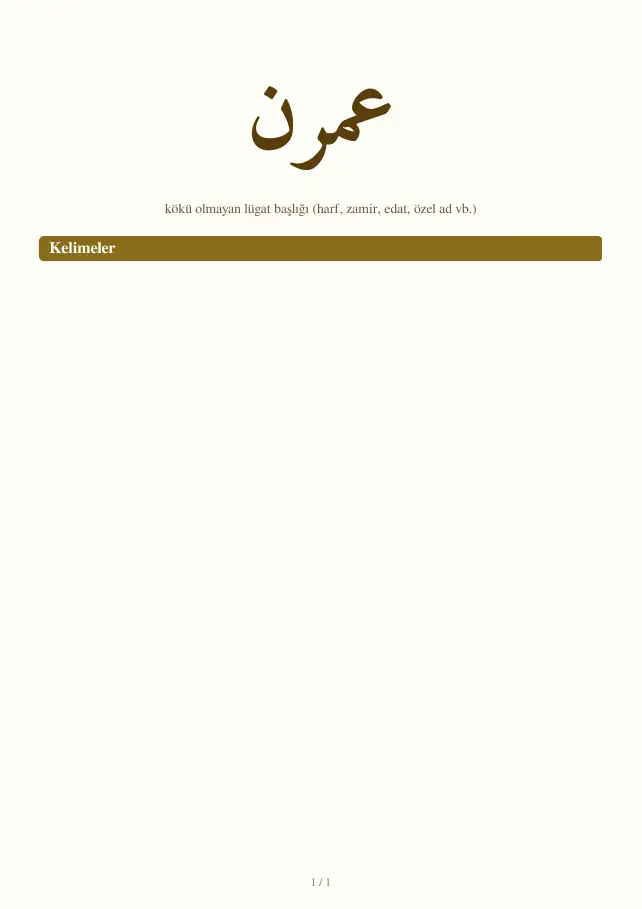 عمرن
kökü olmayan lügat başlığı (harf, zamir, edat, özel ad vb.)
Kelimeler
1 / 1